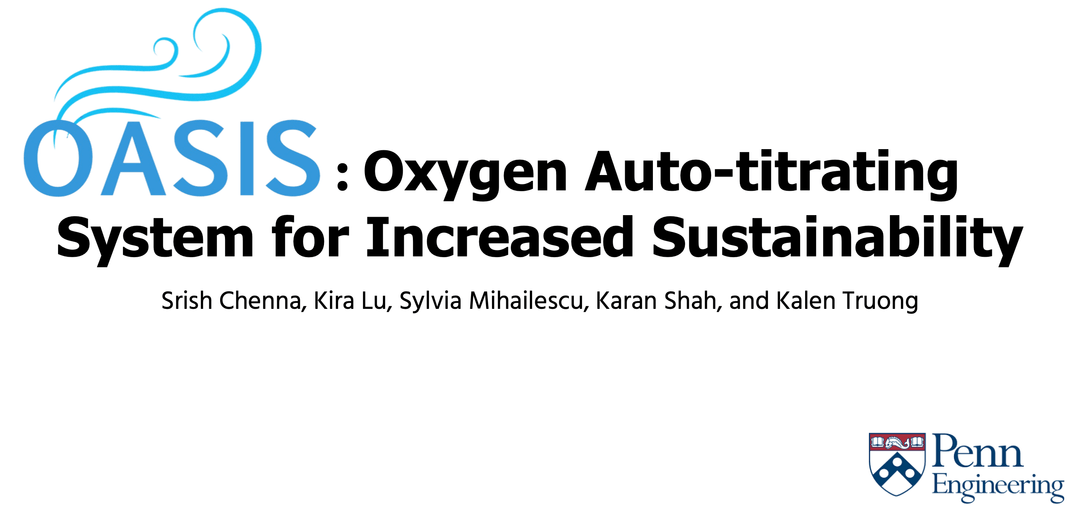 OASIS : Oxygen Auto-titrating
System for Increased Sustainability
Srish Chenna, Kira Lu, Sylvia Mihailescu, Karan Shah, and Kalen Truong
Penn
Engineering